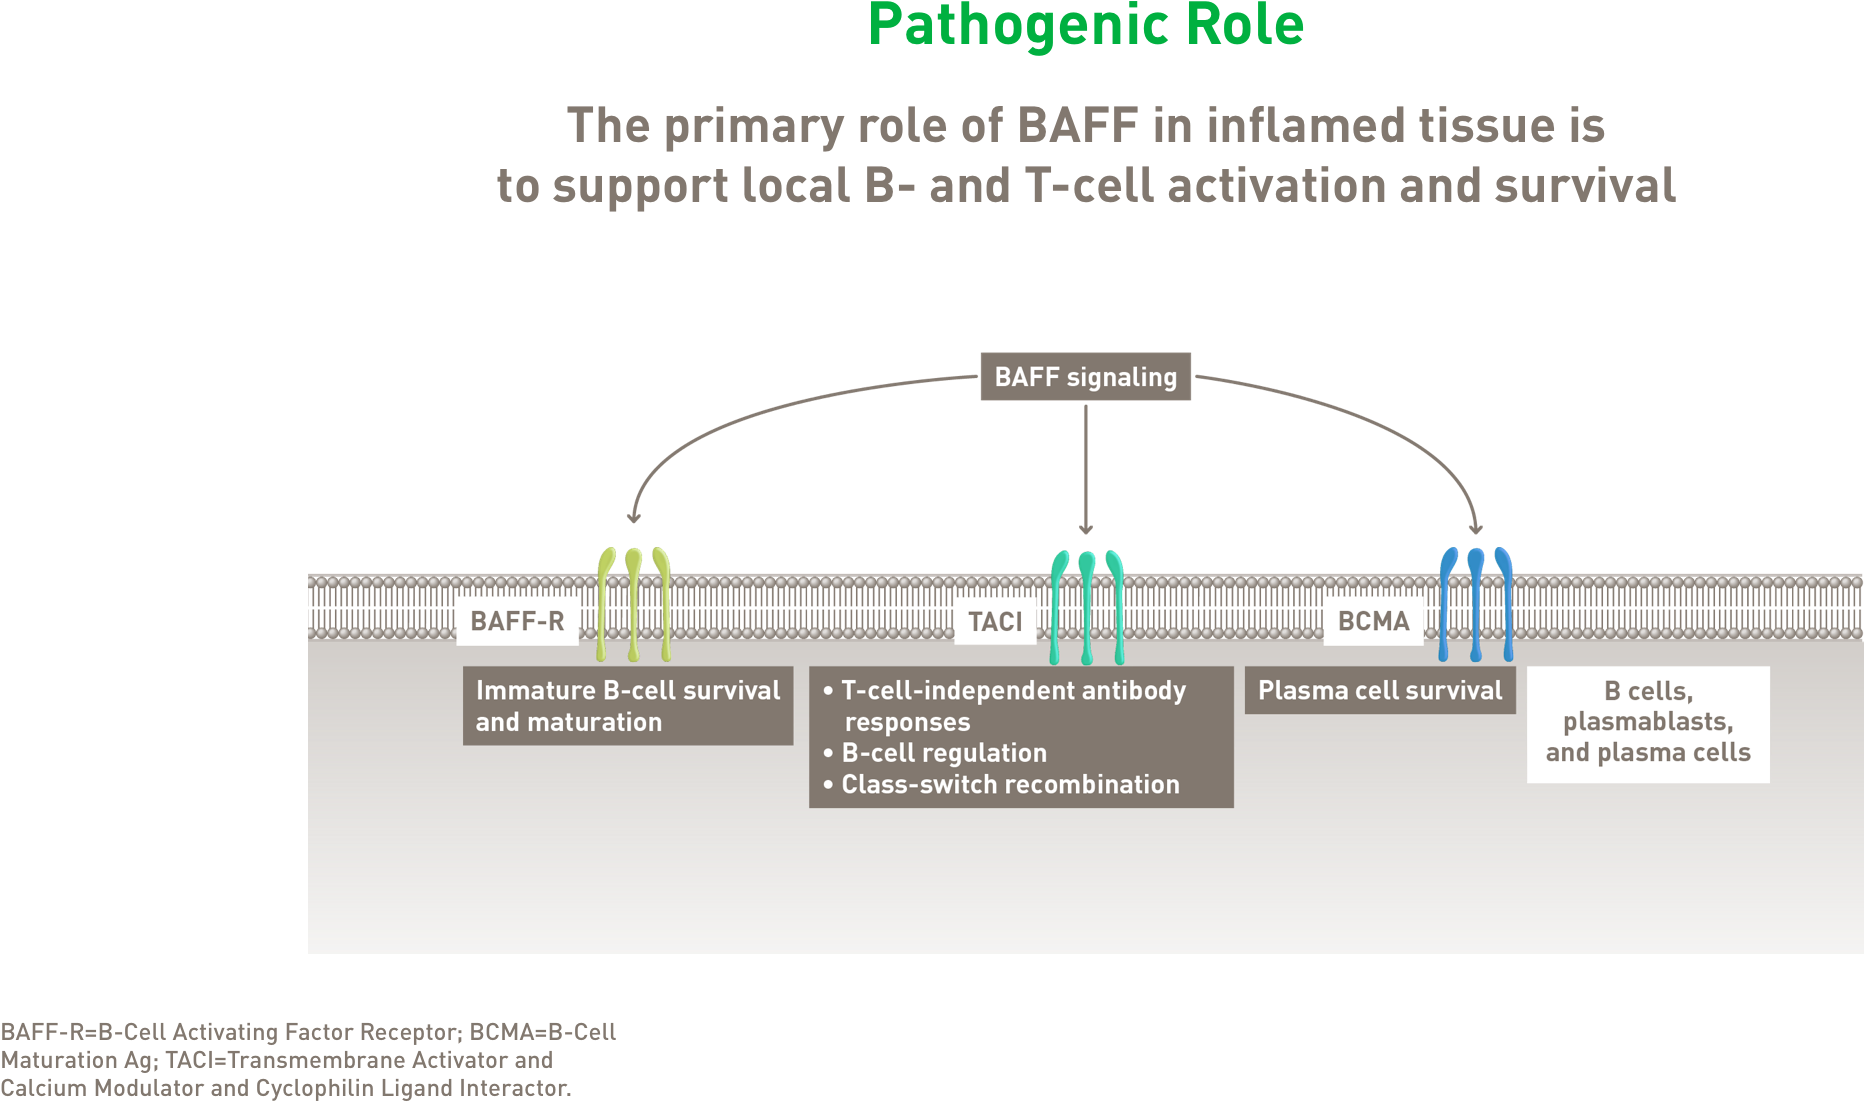 Pathogenic Role
The primary role of BAFF in inflamed tissue is
to support local B- and T-cell activation and survival
BAFF signaling
BAFF-R
TACI
BCMA
Immature B-cell survival
and maturation
• T-cell-independent antibody
responses
• B-cell regulation
• Class-switch recombination
Plasma cell survival
B cells,
plasmablasts,
and plasma cells
BAFF-R=B-Cell Activating Factor Receptor; BCMA=B-Cell
Maturation Ag; TACI=Transmembrane Activator and
Calcium Modulator and Cyclophilin Ligand Interactor.